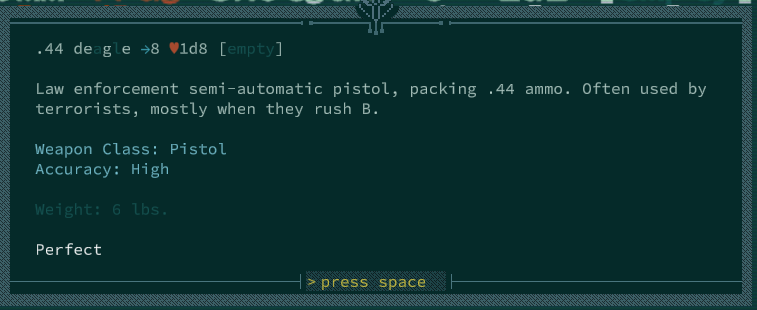 .44 deagle →8 ♥1d8 [empty]
Law enforcement semi-automatic pistol, packing .44 ammo. Often used by
terrorists, mostly when they rush B.
Weapon Class: Pistol
Accuracy: High
Weight: 6 lbs.
Perfect
> press space